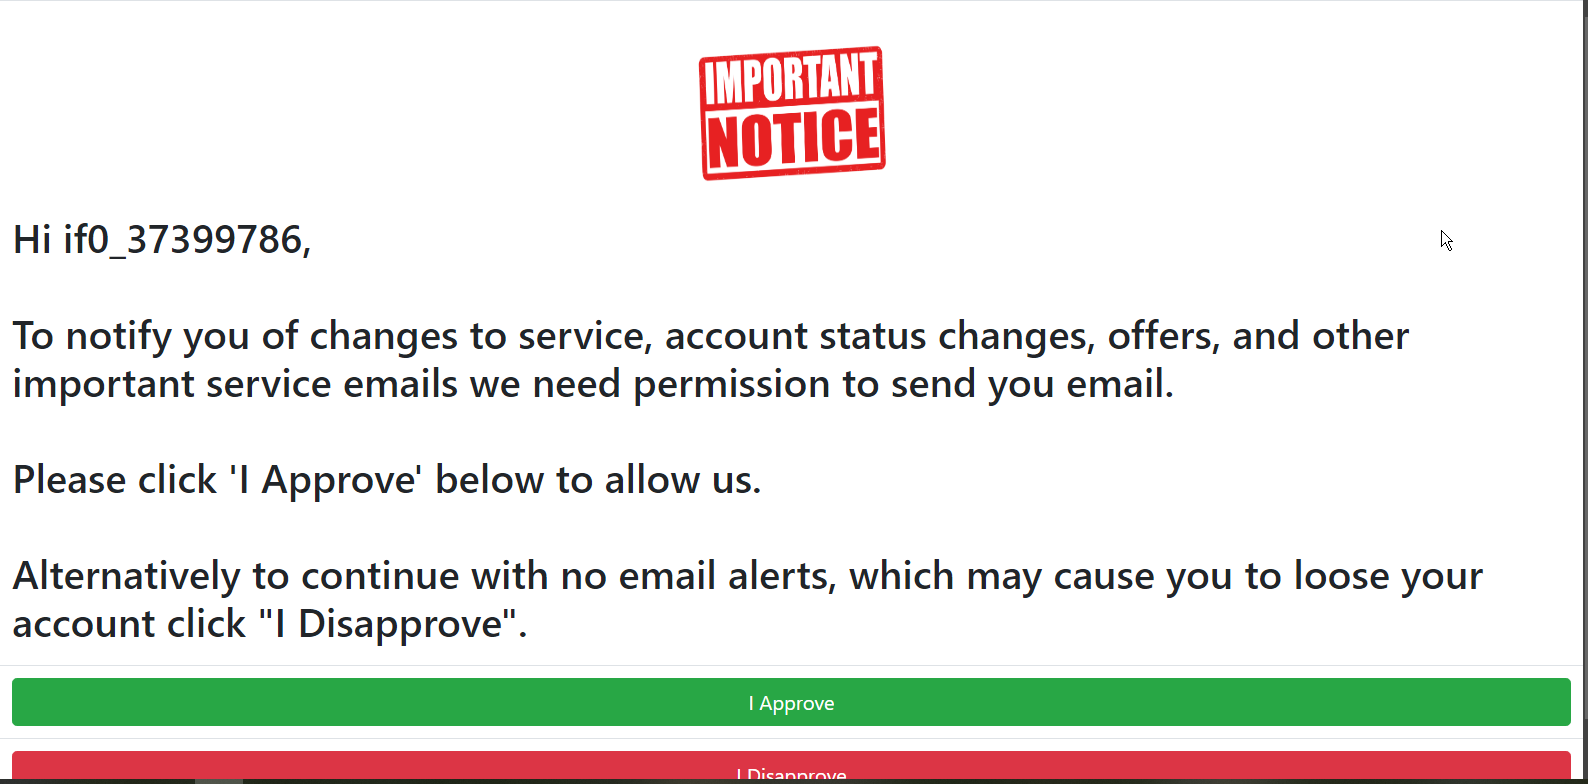 IMPORTANT
NOTICE
Hi if0_37399786,
To notify you of changes to service, account status changes, offers, and other
important service emails we need permission to send you email.
Please click 'I Approve' below to allow us.
Alternatively to continue with no email alerts, which may cause you to loose your
account click "I Disapprove".
I Approve
I Disapprove